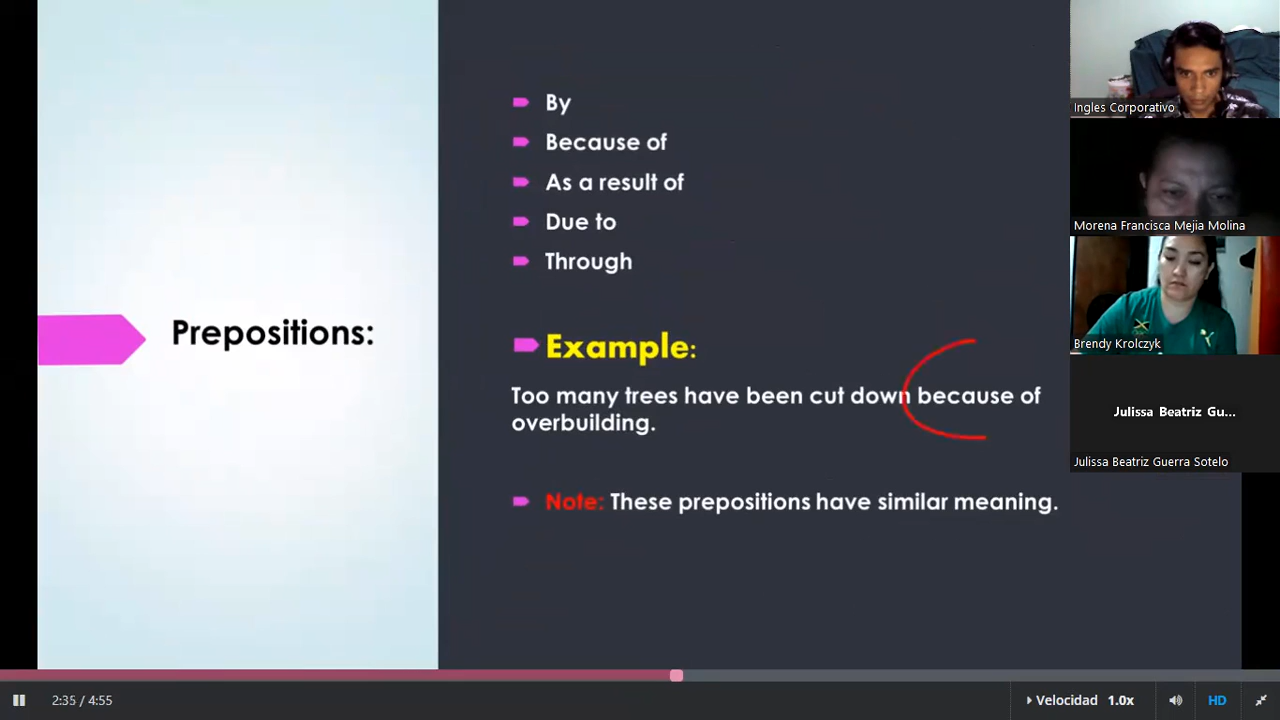 Prepositions:
By
Because of
As a result of
Due to
Through
Example:
Too many trees have been cut down because of
overbuilding.
Note: These prepositions have similar meaning.
Ingles Corporativo
Morena Francisca Mejia Molina
Brendy Krolczyk
Julissa Beatriz Gu...
Julissa Beatriz Guerra Sotelo
2:35 / 4:55
Velocidad 1.0x
HD